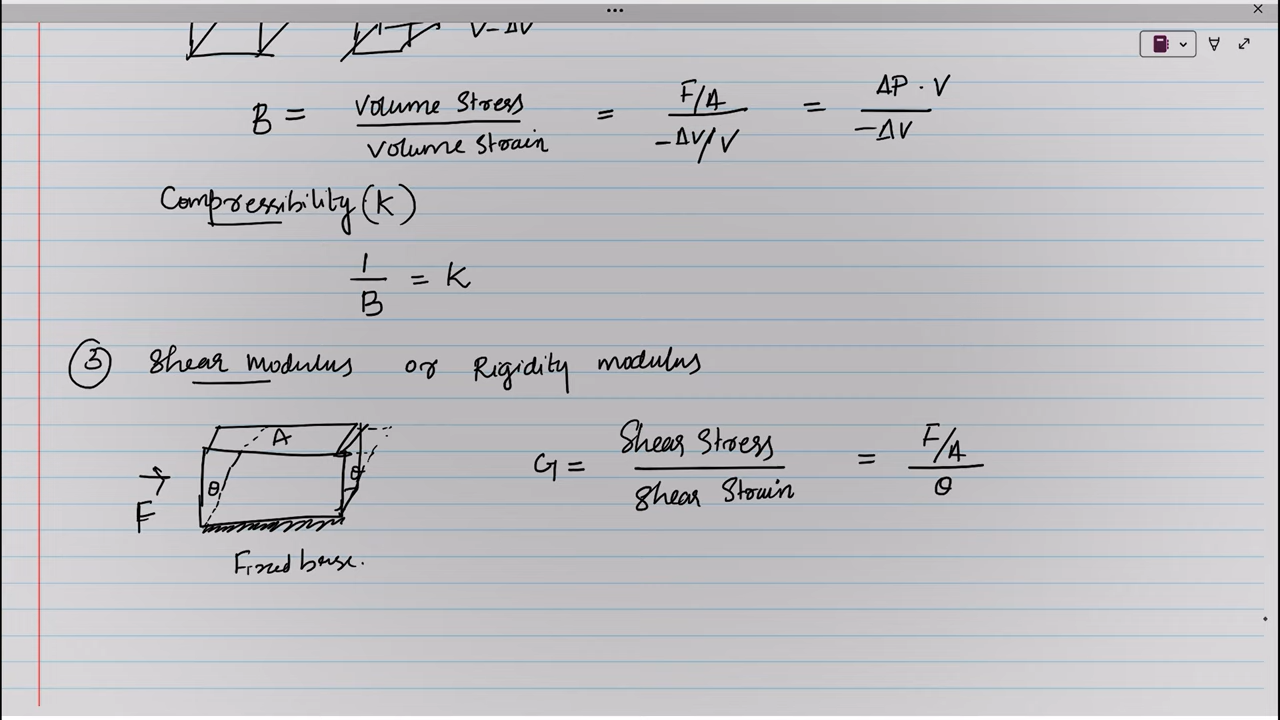 V-ΔV
B = Volume Stress / Volume Strain = F/A / -ΔV/V = ΔP . V / -ΔV
Compressibility (K)
1/B = K
3 Shear modulus or Rigidity modulus
A
θ θ
F
G = Shear Stress / Shear Strain = F/A / θ
Fixed base.